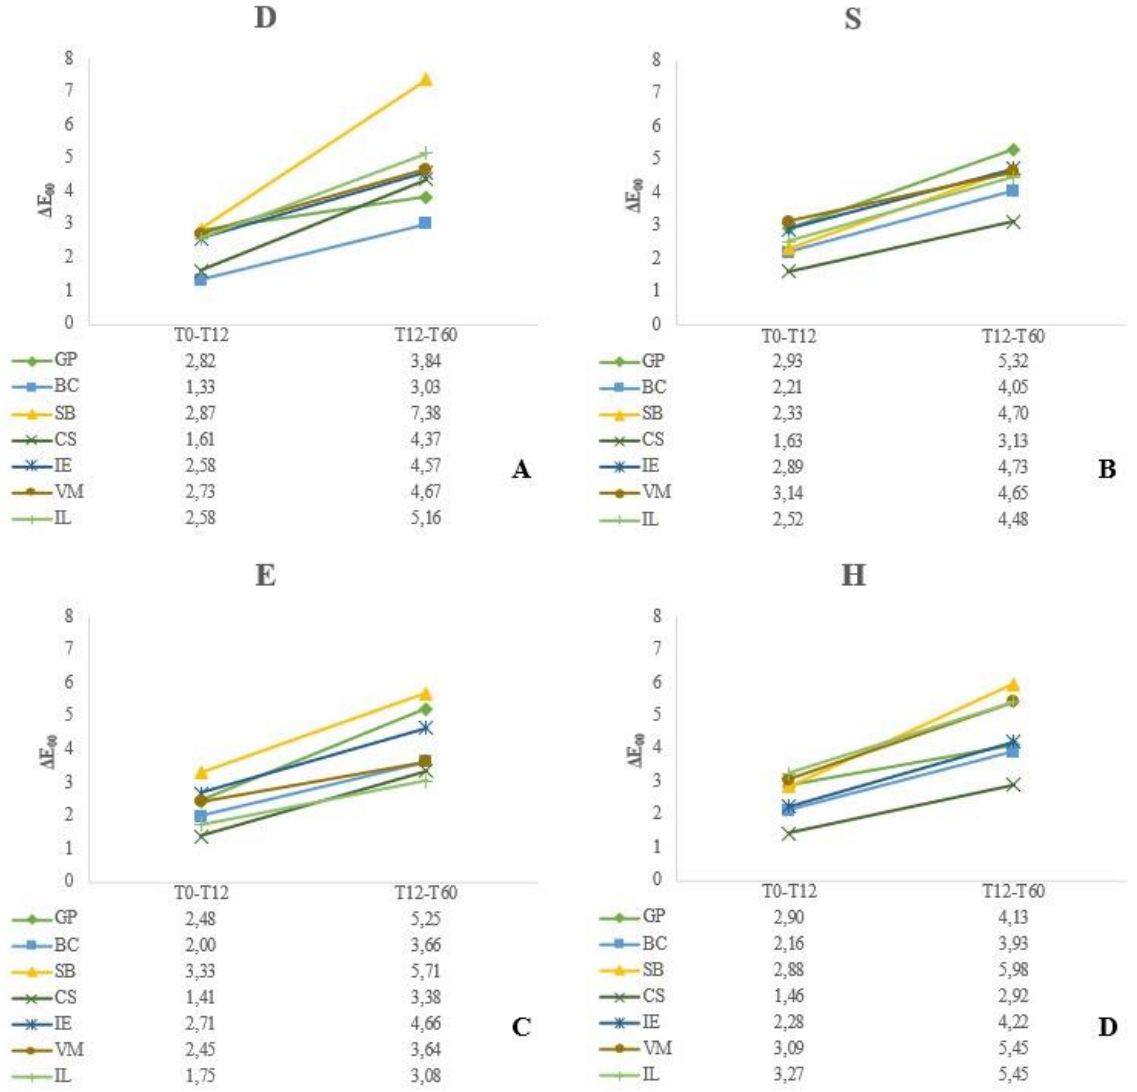 D
8
7
6
5
4
3
2
1
0
ΔE00
T0-T12 T12-T60
GP 2,82 3,84
BC 1,33 3,03
SB 2,87 7,38
CS 1,61 4,37
IE 2,58 4,57
VM 2,73 4,67
IL 2,58 5,16
A
S
8
7
6
5
4
3
2
1
0
ΔE00
T0-T12 T12-T60
GP 2,93 5,32
BC 2,21 4,05
SB 2,33 4,70
CS 1,63 3,13
IE 2,89 4,73
VM 3,14 4,65
IL 2,52 4,48
B
E
8
7
6
5
4
3
2
1
0
ΔE00
T0-T12 T12-T60
GP 2,48 5,25
BC 2,00 3,66
SB 3,33 5,71
CS 1,41 3,38
IE 2,71 4,66
VM 2,45 3,64
IL 1,75 3,08
C
H
8
7
6
5
4
3
2
1
0
ΔE00
T0-T12 T12-T60
GP 2,90 4,13
BC 2,16 3,93
SB 2,88 5,98
CS 1,46 2,92
IE 2,28 4,22
VM 3,09 5,45
IL 3,27 5,45
D